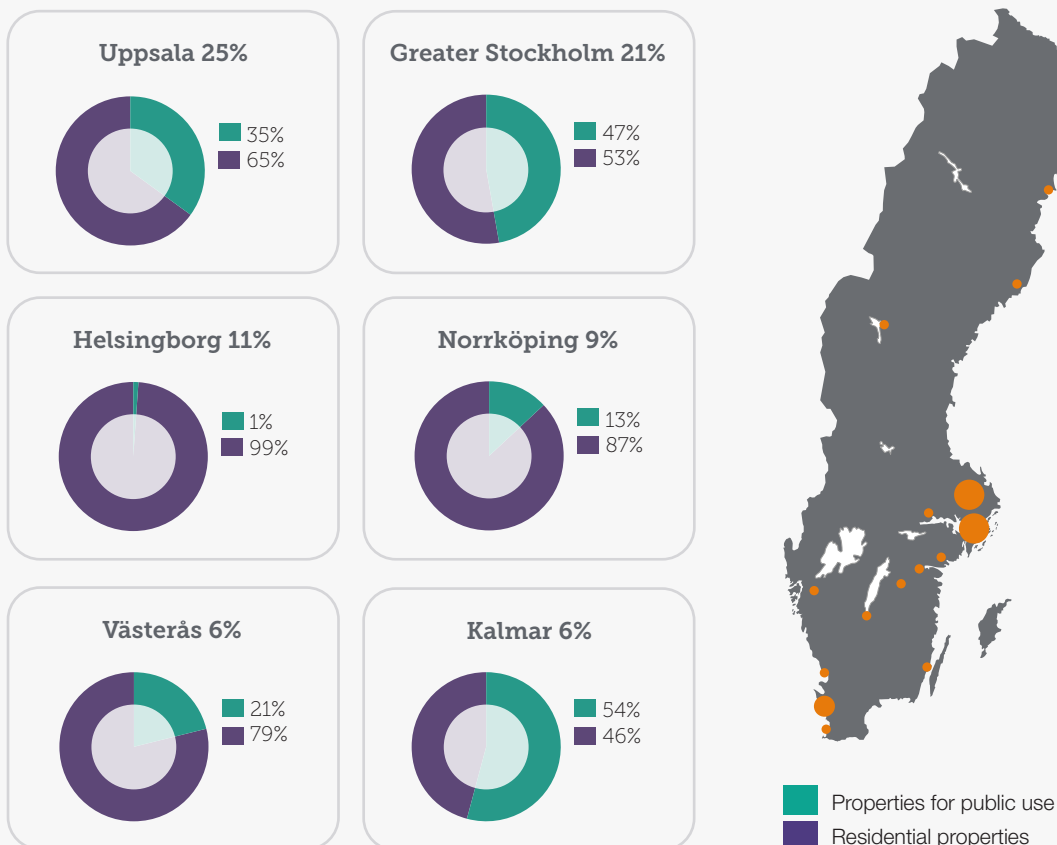 Uppsala 25%
35%
65%
Greater Stockholm 21%
47%
53%
Helsingborg 11%
1%
99%
Norrköping 9%
13%
87%
Västerås 6%
21%
79%
Kalmar 6%
54%
46%
Properties for public use
Residential properties